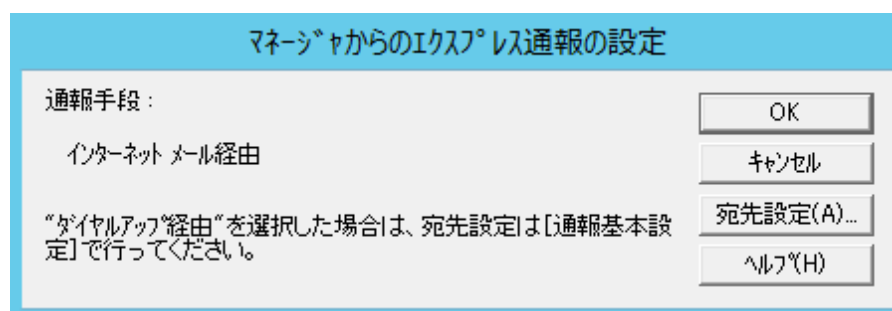 ﾏﾈｰｼﾞｬからのｴｸｽﾌﾟﾚｽ通報の設定
通報手段：
ｲﾝﾀｰﾈｯﾄ ﾒｰﾙ経由
"ﾀﾞｲﾔﾙｱｯﾌﾟ経由"を選択した場合は、宛先設定は[通報基本設
定]で行ってください。
OK
ｷｬﾝｾﾙ
宛先設定(A)...
ﾍﾙﾌﾟ(H)